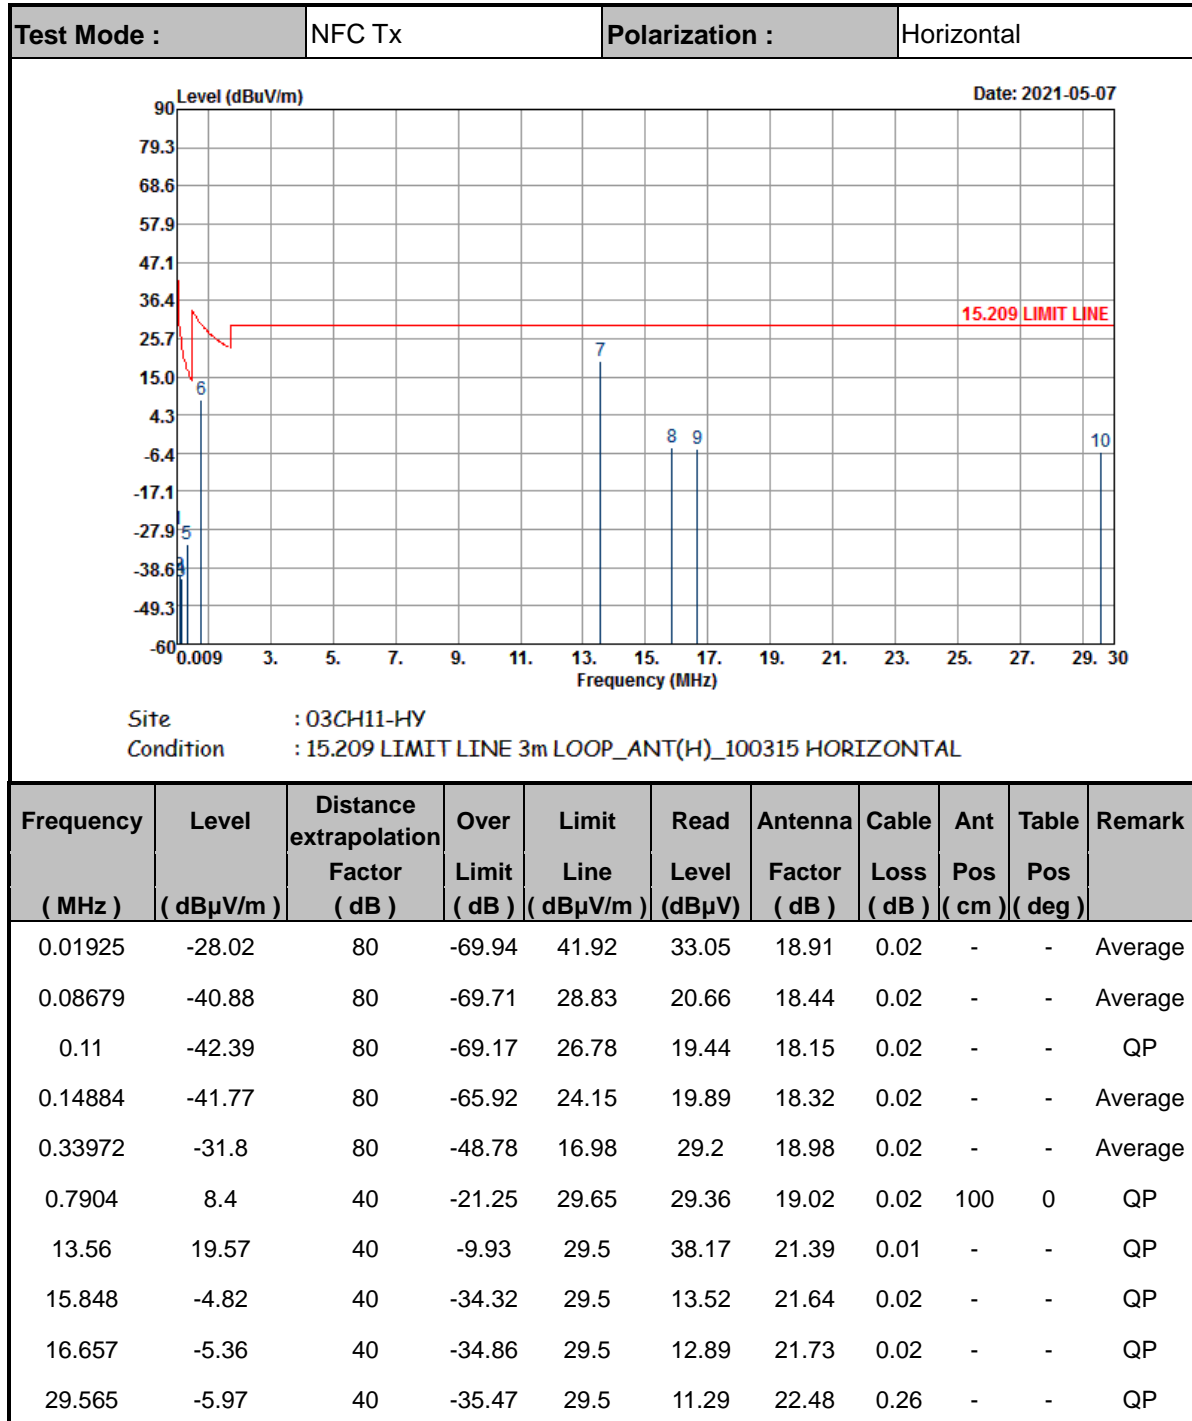 Test Mode : NFC Tx Polarization : Horizontal
Level (dBuV/m) Date: 2021-05-07
90
79.3
68.6
57.9
47.1
36.4
15.209 LIMIT LINE
25.7
7
15.0
6
4.3
8 9 10
-6.4
-17.1
1
-27.9
5
-38.6
-49.3
-60
0.009 3. 5. 7. 9. 11. 13. 15. 17. 19. 21. 23. 25. 27. 29. 30
Frequency (MHz)
Site : 03CH11-HY
Condition : 15.209 LIMIT LINE 3m LOOP_ANT(H)_100315 HORIZONTAL
Frequency Level Distance extrapolation Over Limit Read Antenna Cable Ant Table Remark
Factor Limit Line Level Factor Loss Pos Pos
( MHz ) ( dBµV/m ) ( dB ) ( dB ) ( dBµV/m ) (dBµV) ( dB ) ( dB ) ( cm ) ( deg )
0.01925 -28.02 80 -69.94 41.92 33.05 18.91 0.02 - - Average
0.08679 -40.88 80 -69.71 28.83 20.66 18.44 0.02 - - Average
0.11 -42.39 80 -69.17 26.78 19.44 18.15 0.02 - - QP
0.14884 -41.77 80 -65.92 24.15 19.89 18.32 0.02 - - Average
0.33972 -31.8 80 -48.78 16.98 29.2 18.98 0.02 - - Average
0.7904 8.4 40 -21.25 29.65 29.36 19.02 0.02 100 0 QP
13.56 19.57 40 -9.93 29.5 38.17 21.39 0.01 - - QP
15.848 -4.82 40 -34.32 29.5 13.52 21.64 0.02 - - QP
16.657 -5.36 40 -34.86 29.5 12.89 21.73 0.02 - - QP
29.565 -5.97 40 -35.47 29.5 11.29 22.48 0.26 - - QP